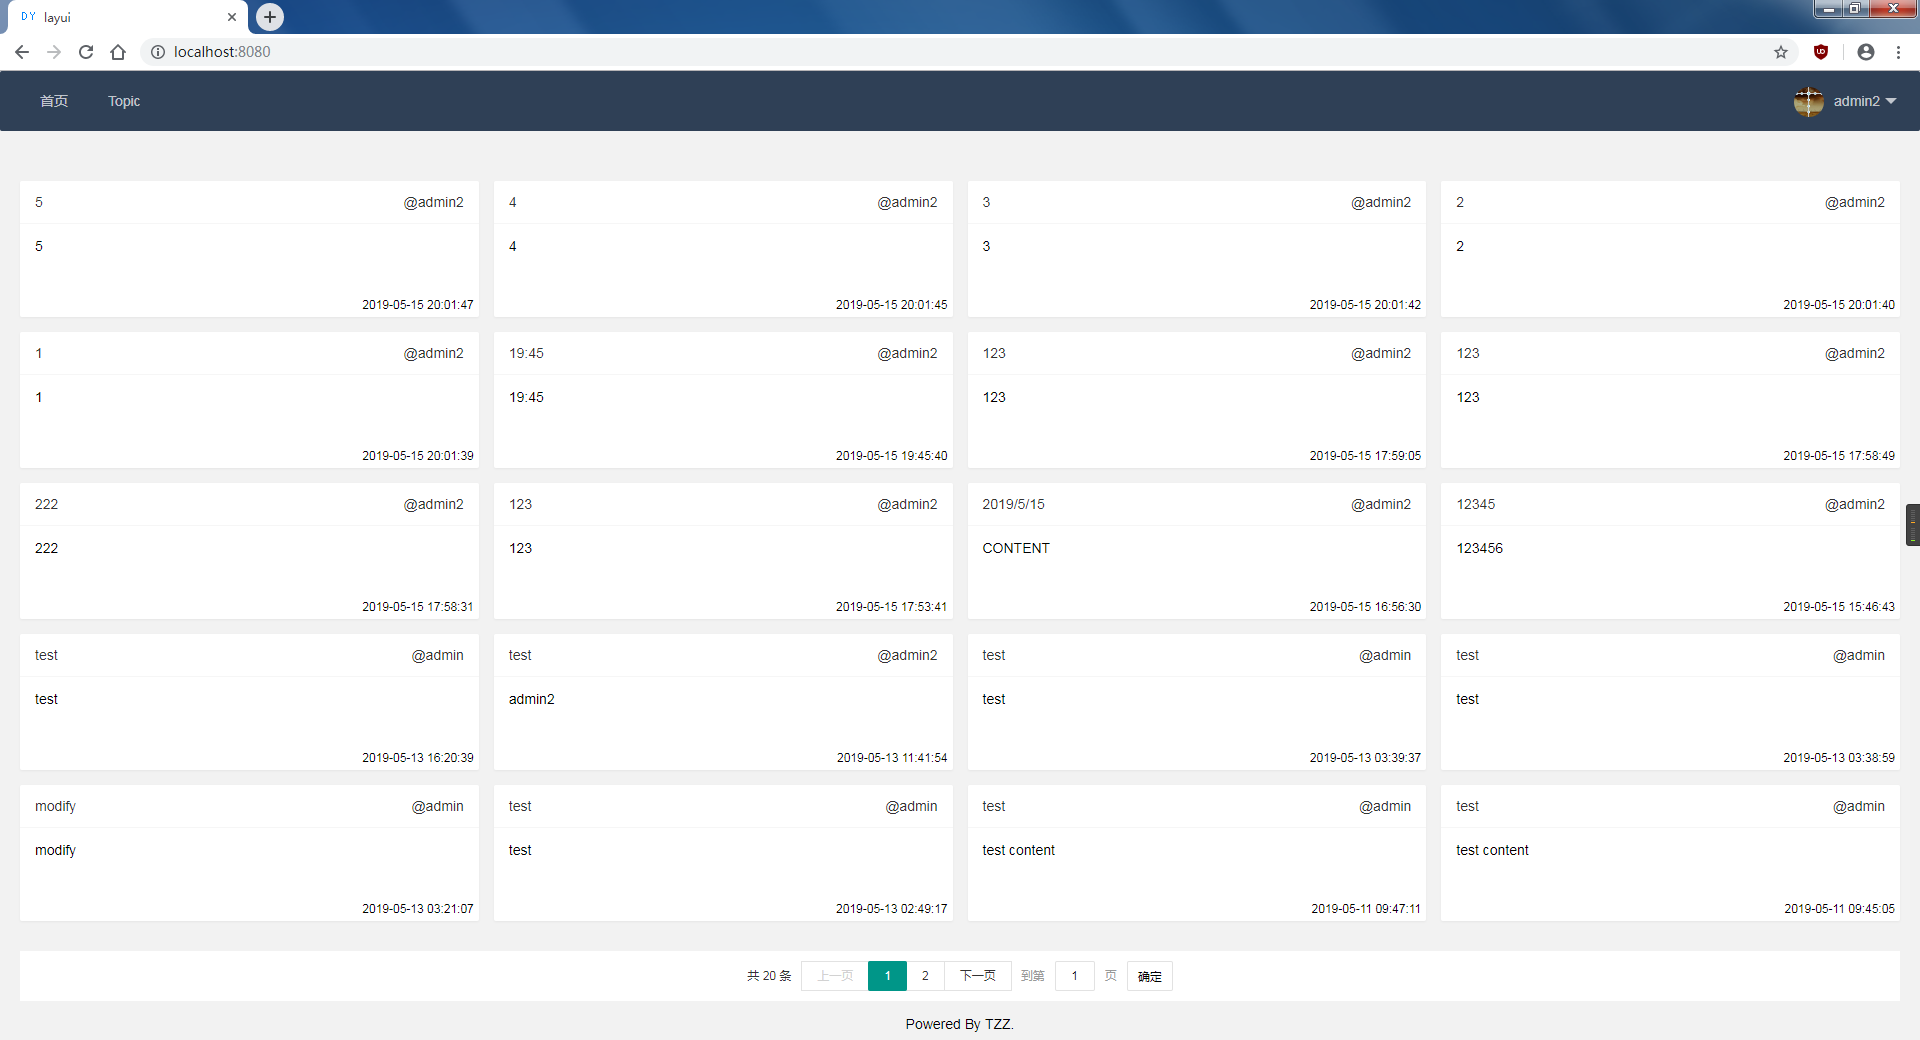 DY layui
localhost:8080
首页 Topic admin2
5 @admin2 4 @admin2 3 @admin2 2 @admin2
5 4 3 2
2019-05-15 20:01:47 2019-05-15 20:01:45 2019-05-15 20:01:42 2019-05-15 20:01:40
1 @admin2 19:45 @admin2 123 @admin2 123 @admin2
1 19:45 123 123
2019-05-15 20:01:39 2019-05-15 19:45:40 2019-05-15 17:59:05 2019-05-15 17:58:49
222 @admin2 123 @admin2 2019/5/15 @admin2 12345 @admin2
222 123 CONTENT 123456
2019-05-15 17:58:31 2019-05-15 17:53:41 2019-05-15 16:56:30 2019-05-15 15:46:43
test @admin test @admin2 test @admin test @admin
test admin2 test test
2019-05-13 16:20:39 2019-05-13 11:41:54 2019-05-13 03:39:37 2019-05-13 03:38:59
modify @admin test @admin test @admin test @admin
modify test test content test content
2019-05-13 03:21:07 2019-05-13 02:49:17 2019-05-11 09:47:11 2019-05-11 09:45:05
共 20 条 上一页 1 2 下一页 到第 1 页 确定
Powered By TZZ.